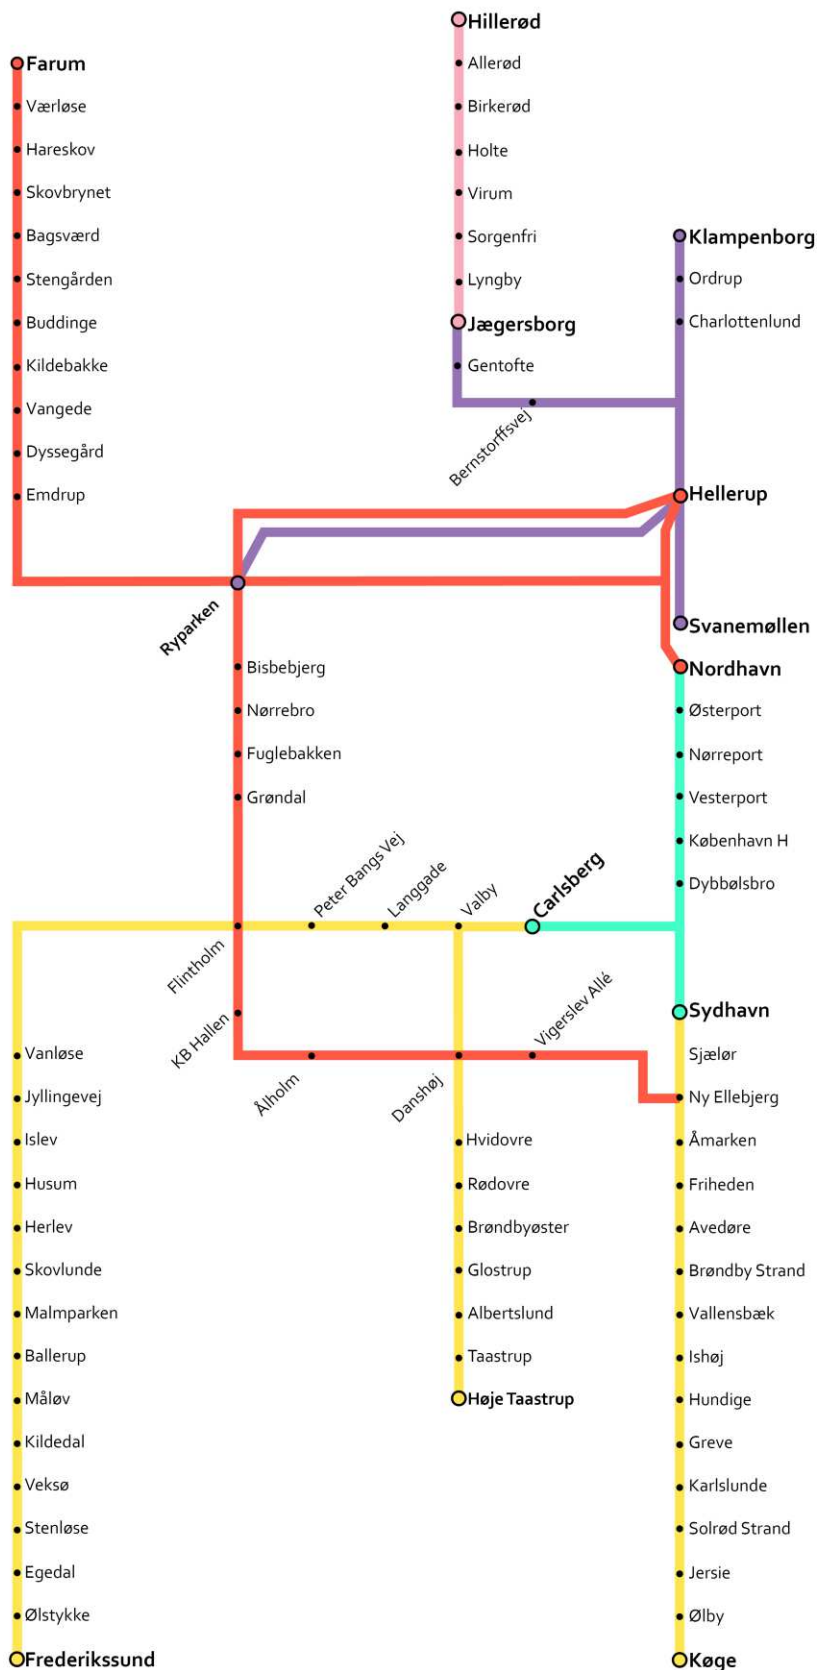 Hillerød
Allerød
Birkerød
Holte
Virum
Sorgenfri
Lyngby
Jægersborg
Gentofte
Bernstorffsvej
Farum
Værløse
Hareskov
Skovbrynet
Bagsværd
Stengården
Buddinge
Kildebakke
Vangede
Dyssegård
Emdrup
Klampenborg
Ordrup
Charlottenlund
Hellerup
Svanemøllen
Nordhavn
Østerport
Nørreport
Vesterport
København H
Dybbølsbro
Ryparken
Bisbebjerg
Nørrebro
Fuglebakken
Grøndal
Flintholm
Peter Bangs Vej
Langgade
Valby
Carlsberg
KB Hallen
Ålholm
Danshøj
Vigerslev Allé
Sydhavn
Sjælør
Ny Ellebjerg
Åmarken
Friheden
Avedøre
Brøndby Strand
Vallensbæk
Ishøj
Hundige
Greve
Karlslunde
Solrød Strand
Jersie
Ølby
Køge
Hvidovre
Rødovre
Brøndbyøster
Glostrup
Albertslund
Taastrup
Høje Taastrup
Vanløse
Jyllingevej
Islev
Husum
Herlev
Skovlunde
Malmparken
Ballerup
Måløv
Kildedal
Veksø
Stenløse
Egedal
Ølstykke
Frederikssund